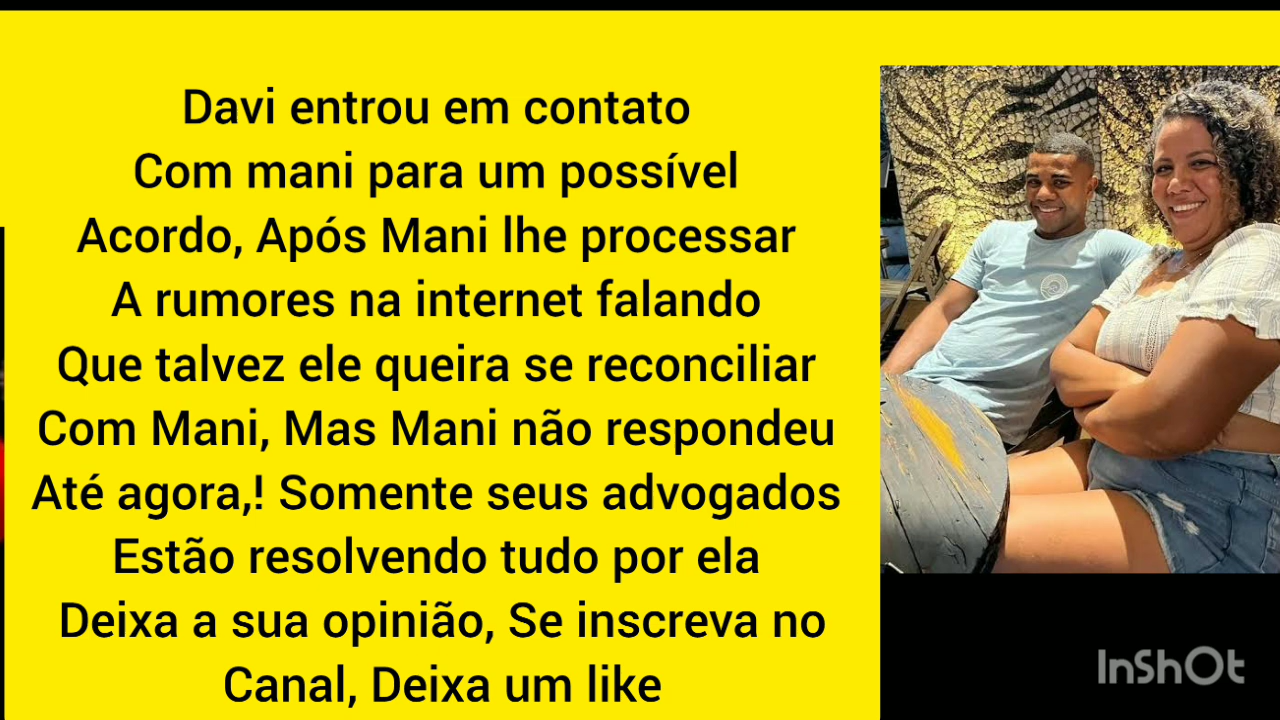 Davi entrou em contato
Com mani para um possível
Acordo, Após Mani lhe processar
A rumores na internet falando
Que talvez ele queira se reconciliar
Com Mani, Mas Mani não respondeu
Até agora,! Somente seus advogados
Estão resolvendo tudo por ela
Deixa a sua opinião, Se inscreva no
Canal, Deixa um like
InShOt